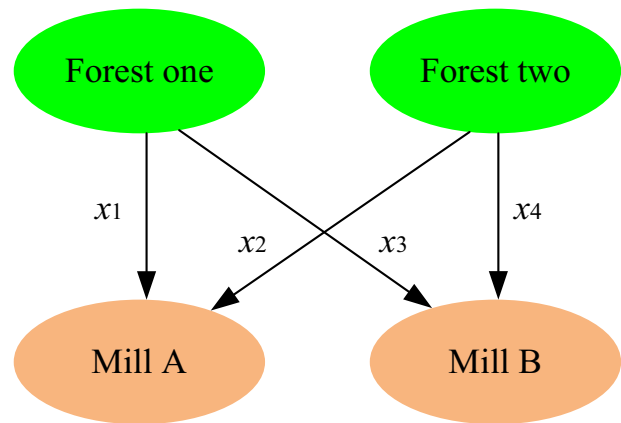 Forest one
Forest two
x1
x2
x3
x4
Mill A
Mill B